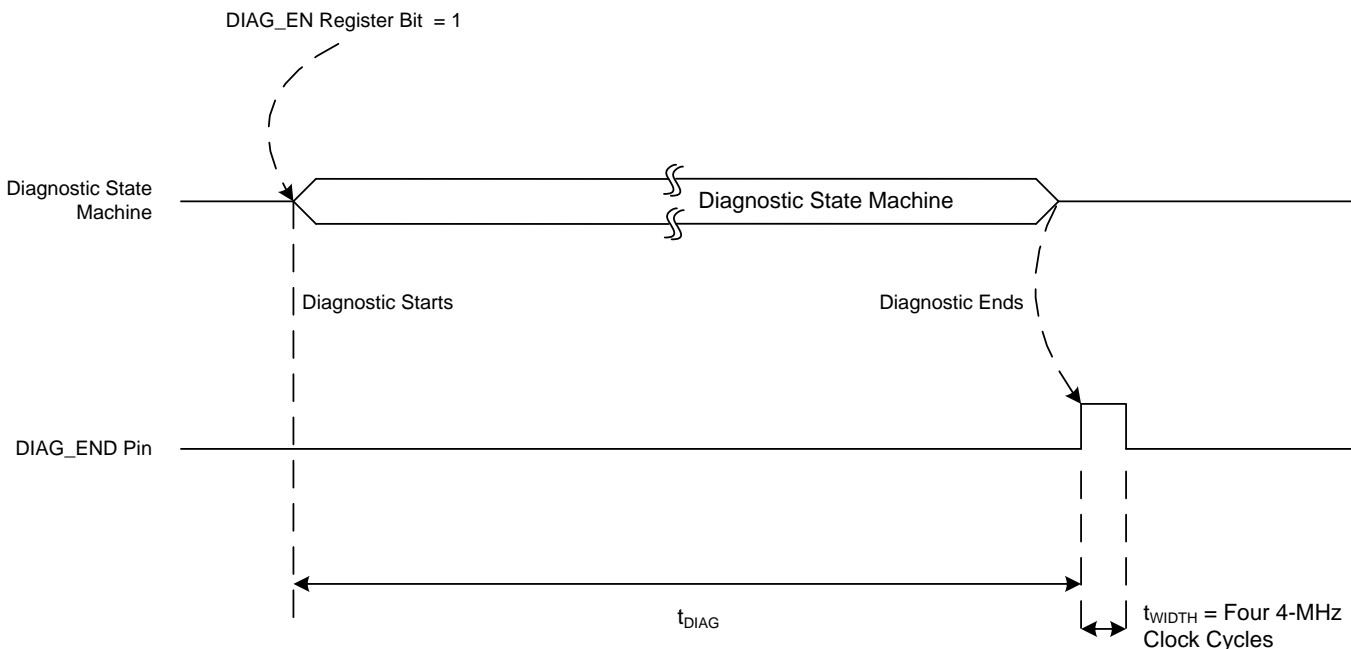 DIAG_EN Register Bit = 1
Diagnostic State
Machine
Diagnostic State Machine
Diagnostic Starts
Diagnostic Ends
DIAG_END Pin
tDIAG
tWIDTH = Four 4-MHz
Clock Cycles